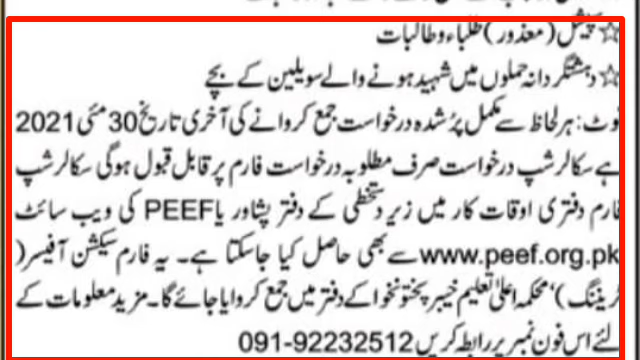 ☆ سپیشل (معذور) طلباء و طالبات
☆ دہشتگردانہ حملوں میں شہید ہونے والے سویلین کے بچے
نوٹ: ہر لحاظ سے مکمل پُر شدہ درخواست جمع کروانے کی آخری تاریخ 30 مئی 2021
ہے سکالرشپ درخواست صرف مطلوبہ درخواست فارم پر قابل قبول ہوگی سکالرشپ
فارم دفتری اوقات کار میں زیر دستخطی کے دفتر پشاور یا PEEF کی ویب سائٹ
www.peef.org.pk سے بھی حاصل کیا جاسکتا ہے۔ یہ فارم سیکشن آفیسر (
ٹریننگ)، محکمہ اعلیٰ تعلیم خیبر پختونخوا کے دفتر میں جمع کروایا جائے گا۔ مزید معلومات کے
لئے اس فون نمبر پر رابطہ کریں 091-92232512